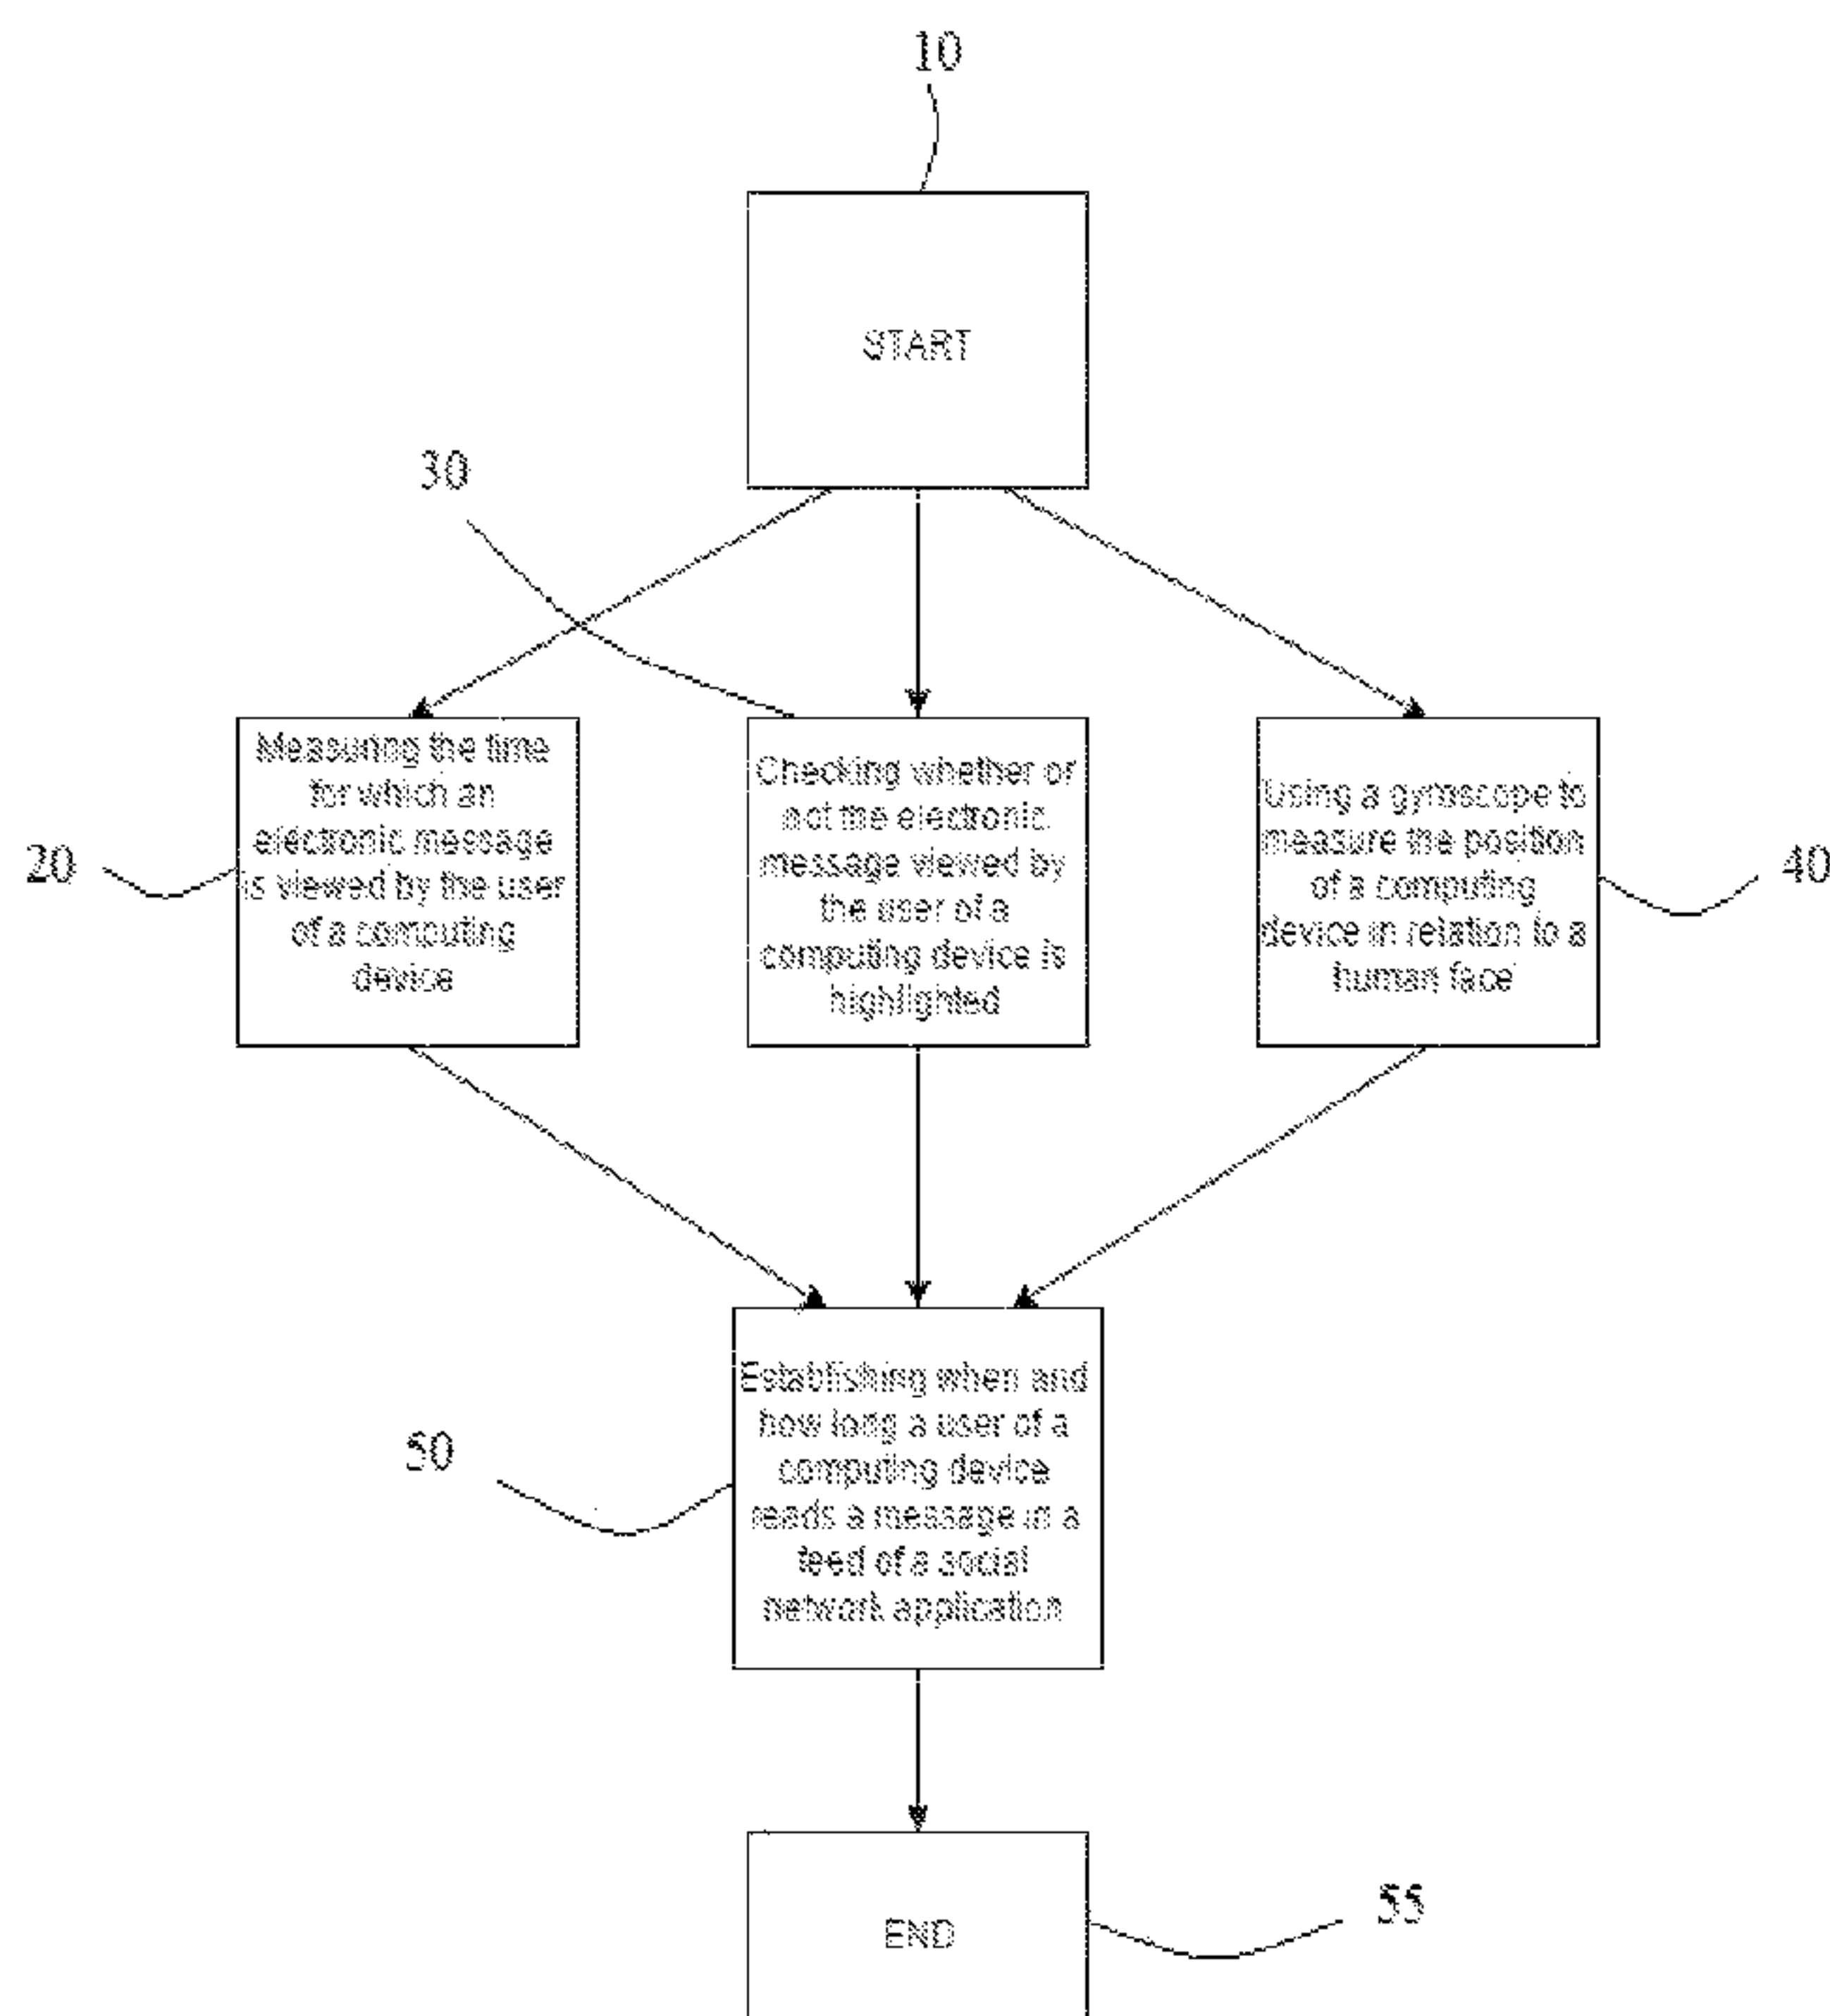 10
START
30
Measuring the time
for which an
electronic message
is viewed by the user
of a computing
device
20
Checking whether or
not the electronic
message viewed by
the user of a
computing device is
highlighted
Using a gyroscope to
measure the position
of a computing
device in relation to a
human face
40
Establishing when and
how long a user of a
computing device
reads a message in a
feed of a social
network application
50
END
55